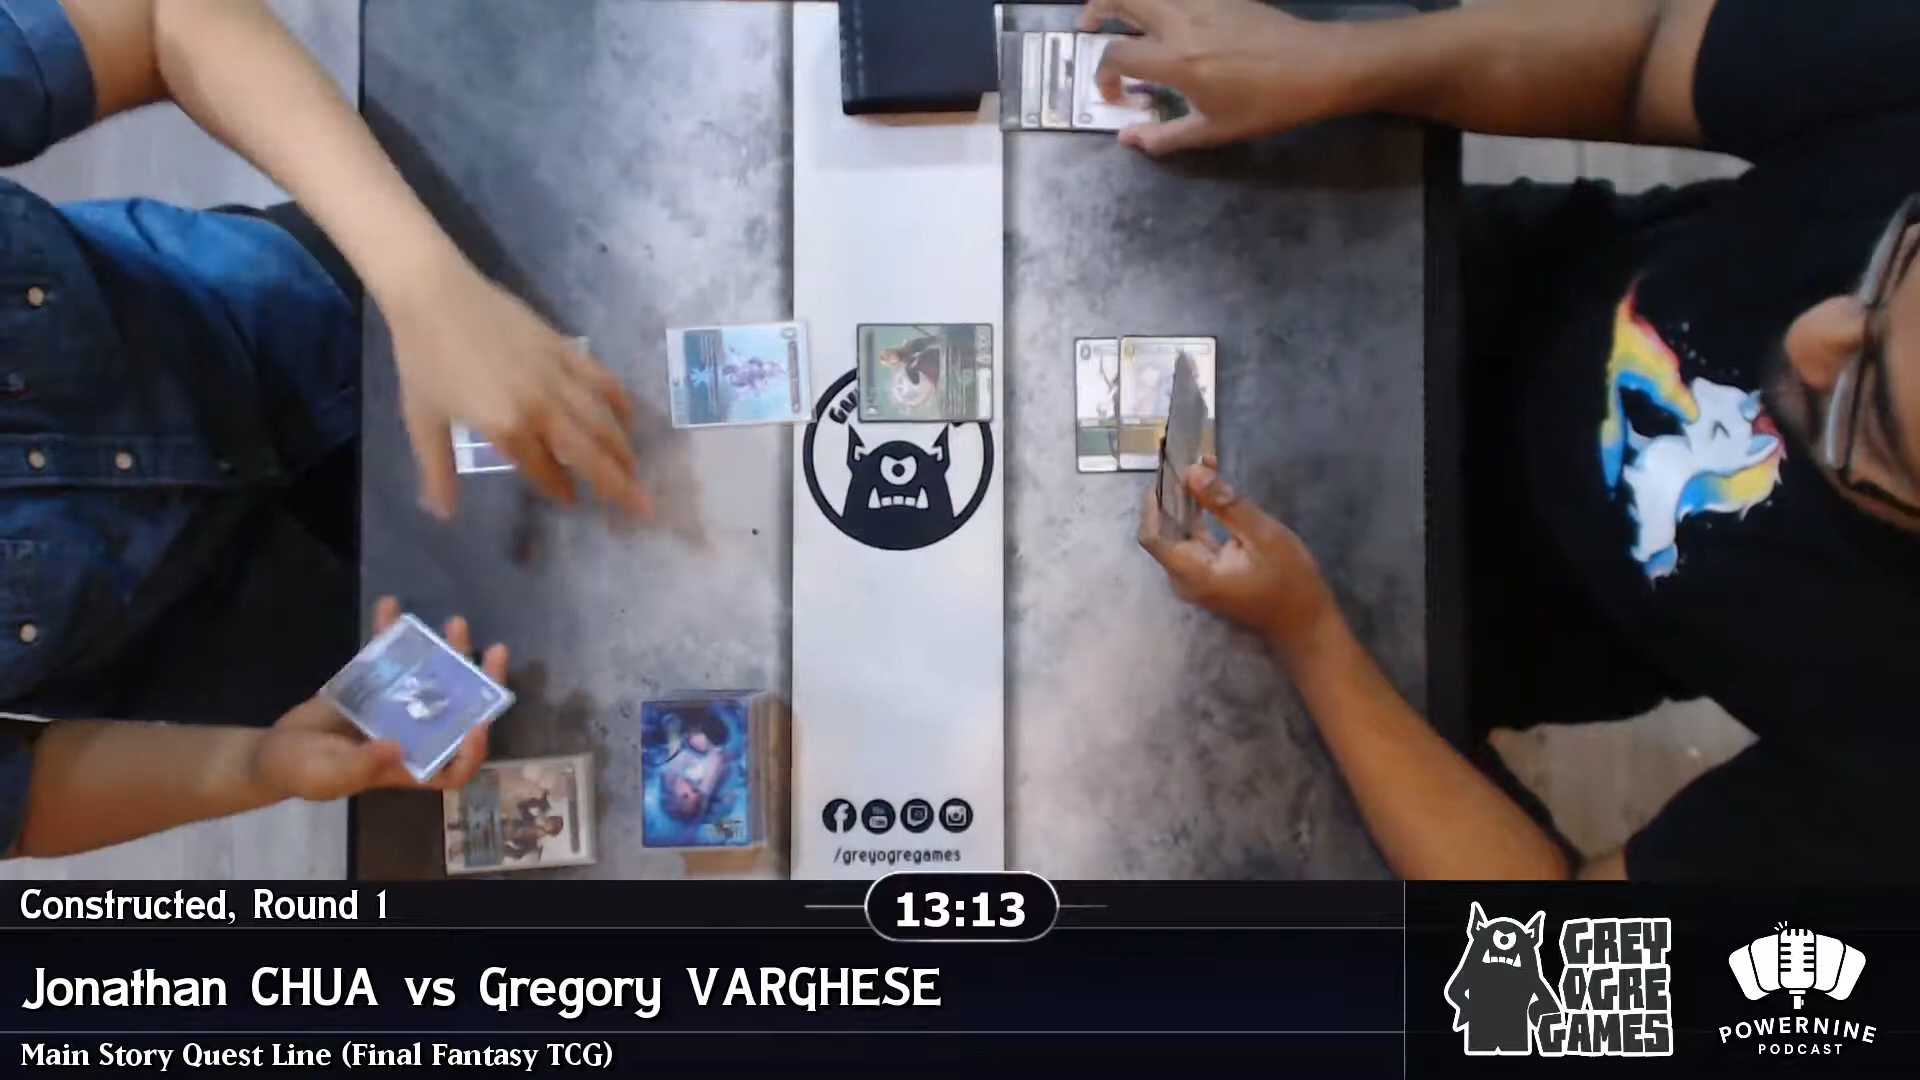 /greyogregames
Constructed, Round 1
13:13
Jonathan CHUA vs Gregory VARGHESE
Main Story Quest Line (Final Fantasy TCG)
GREY
OGRE
GAMES
POWERNINE
PODCAST